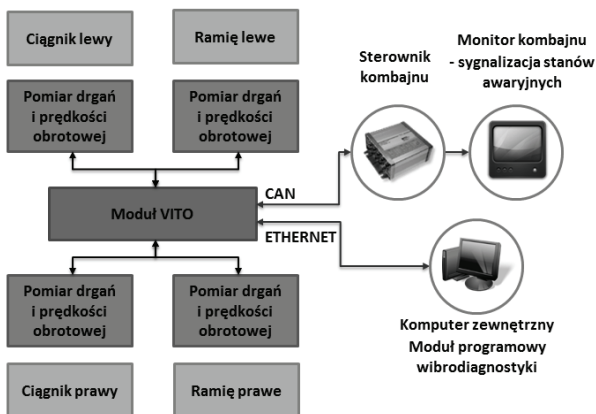 Ciągnik lewy
Ramię lewe
Pomiar drgań
i prędkości
obrotowej
Pomiar drgań
i prędkości
obrotowej
Sterownik
kombajnu
Monitor kombajnu
- sygnalizacja stanów
awaryjnych
Moduł VITO
CAN
ETHERNET
Pomiar drgań
i prędkości
obrotowej
Pomiar drgań
i prędkości
obrotowej
Komputer zewnętrzny
Moduł programowy
wibrodiagnostyki
Ciągnik prawy
Ramię prawe